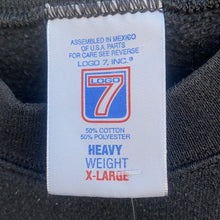 ASSEMBLED IN MEXICO
OF U.S.A. PARTS
FOR CARE SEE REVERSE
LOGO 7, INC.®
LOGO
7
50% COTTON
50% POLYESTER
HEAVY
WEIGHT
X-LARGE